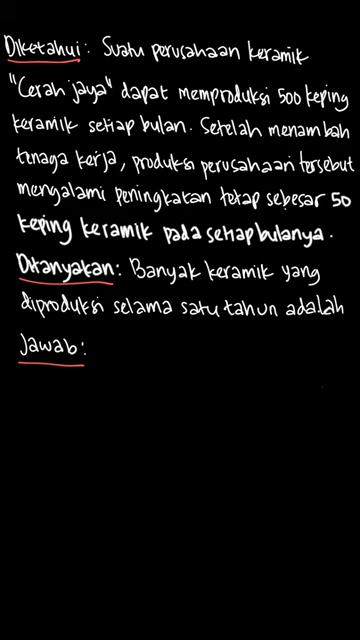 Diketahui: Suatu perusahaan keramik
"Cerah jaya" dapat memproduksi 500 keping
keramik setiap bulan. Setelah menambah
tenaga kerja, produksi perusahaan tersebut
mengalami peningkatan tetap sebesar 50
keping keramik pada setiap bulanya.
Ditanyakan: Banyak keramik yang
diproduksi selama satu tahun adalah
Jawab: